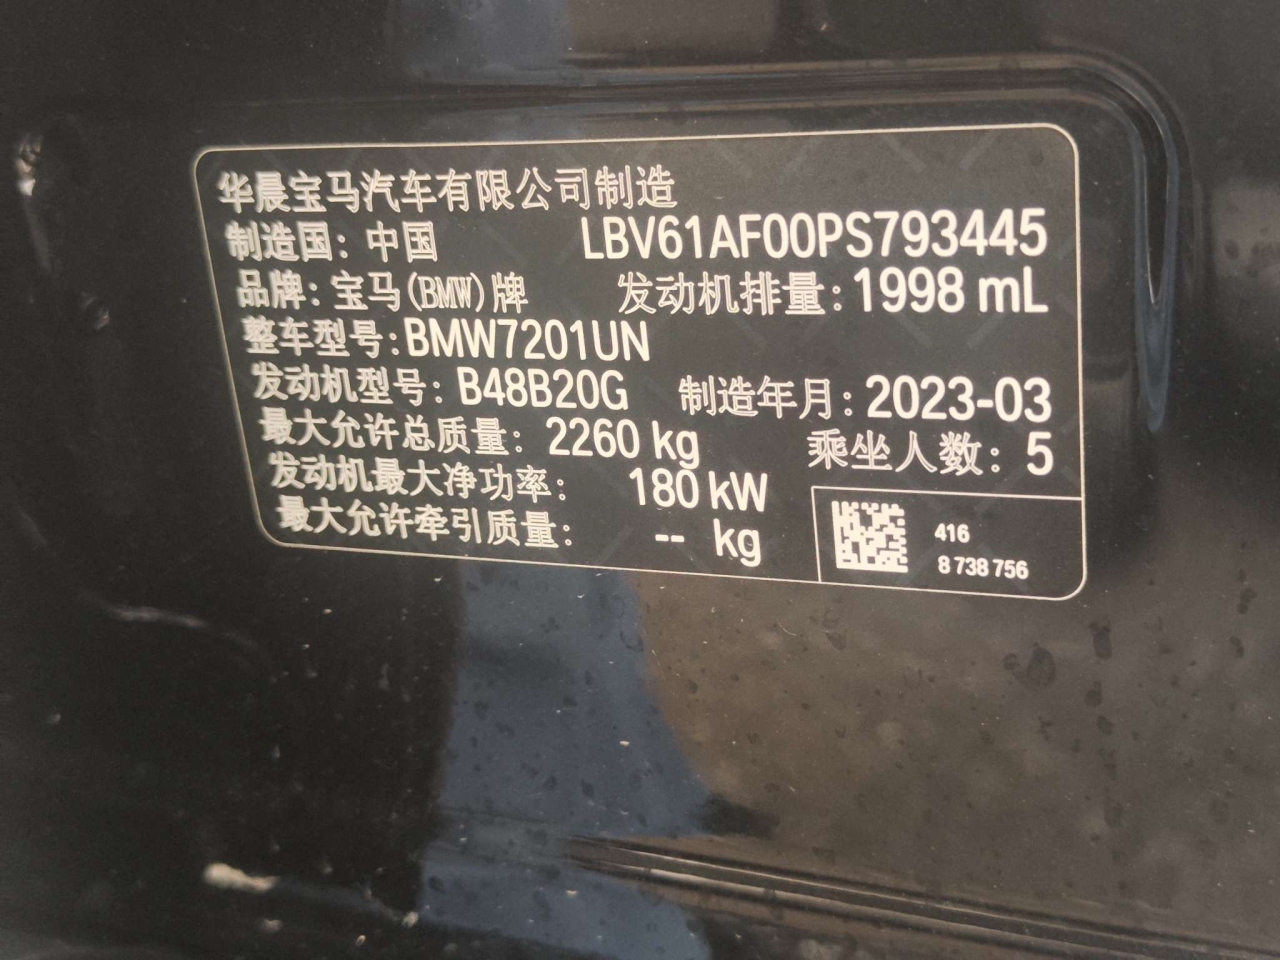 华晨宝马汽车有限公司制造
制造国：中国 LBV61AF00PS793445
品牌：宝马(BMW)牌 发动机排量：1998 mL
整车型号：BMW7201UN
发动机型号：B48B20G 制造年月：2023-03
最大允许总质量：2260 kg 乘坐人数：5
发动机最大净功率：180 kW
最大允许牵引质量：-- kg
416
8 738 756